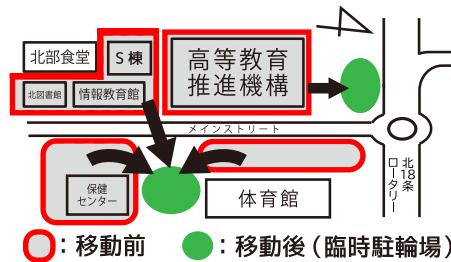 北部食堂
S棟
高等教育
推進機構
北図書館
情報教育館
メインストリート
保健
センター
体育館
北18条
ロータリー
：移動前
：移動後（臨時駐輪場）